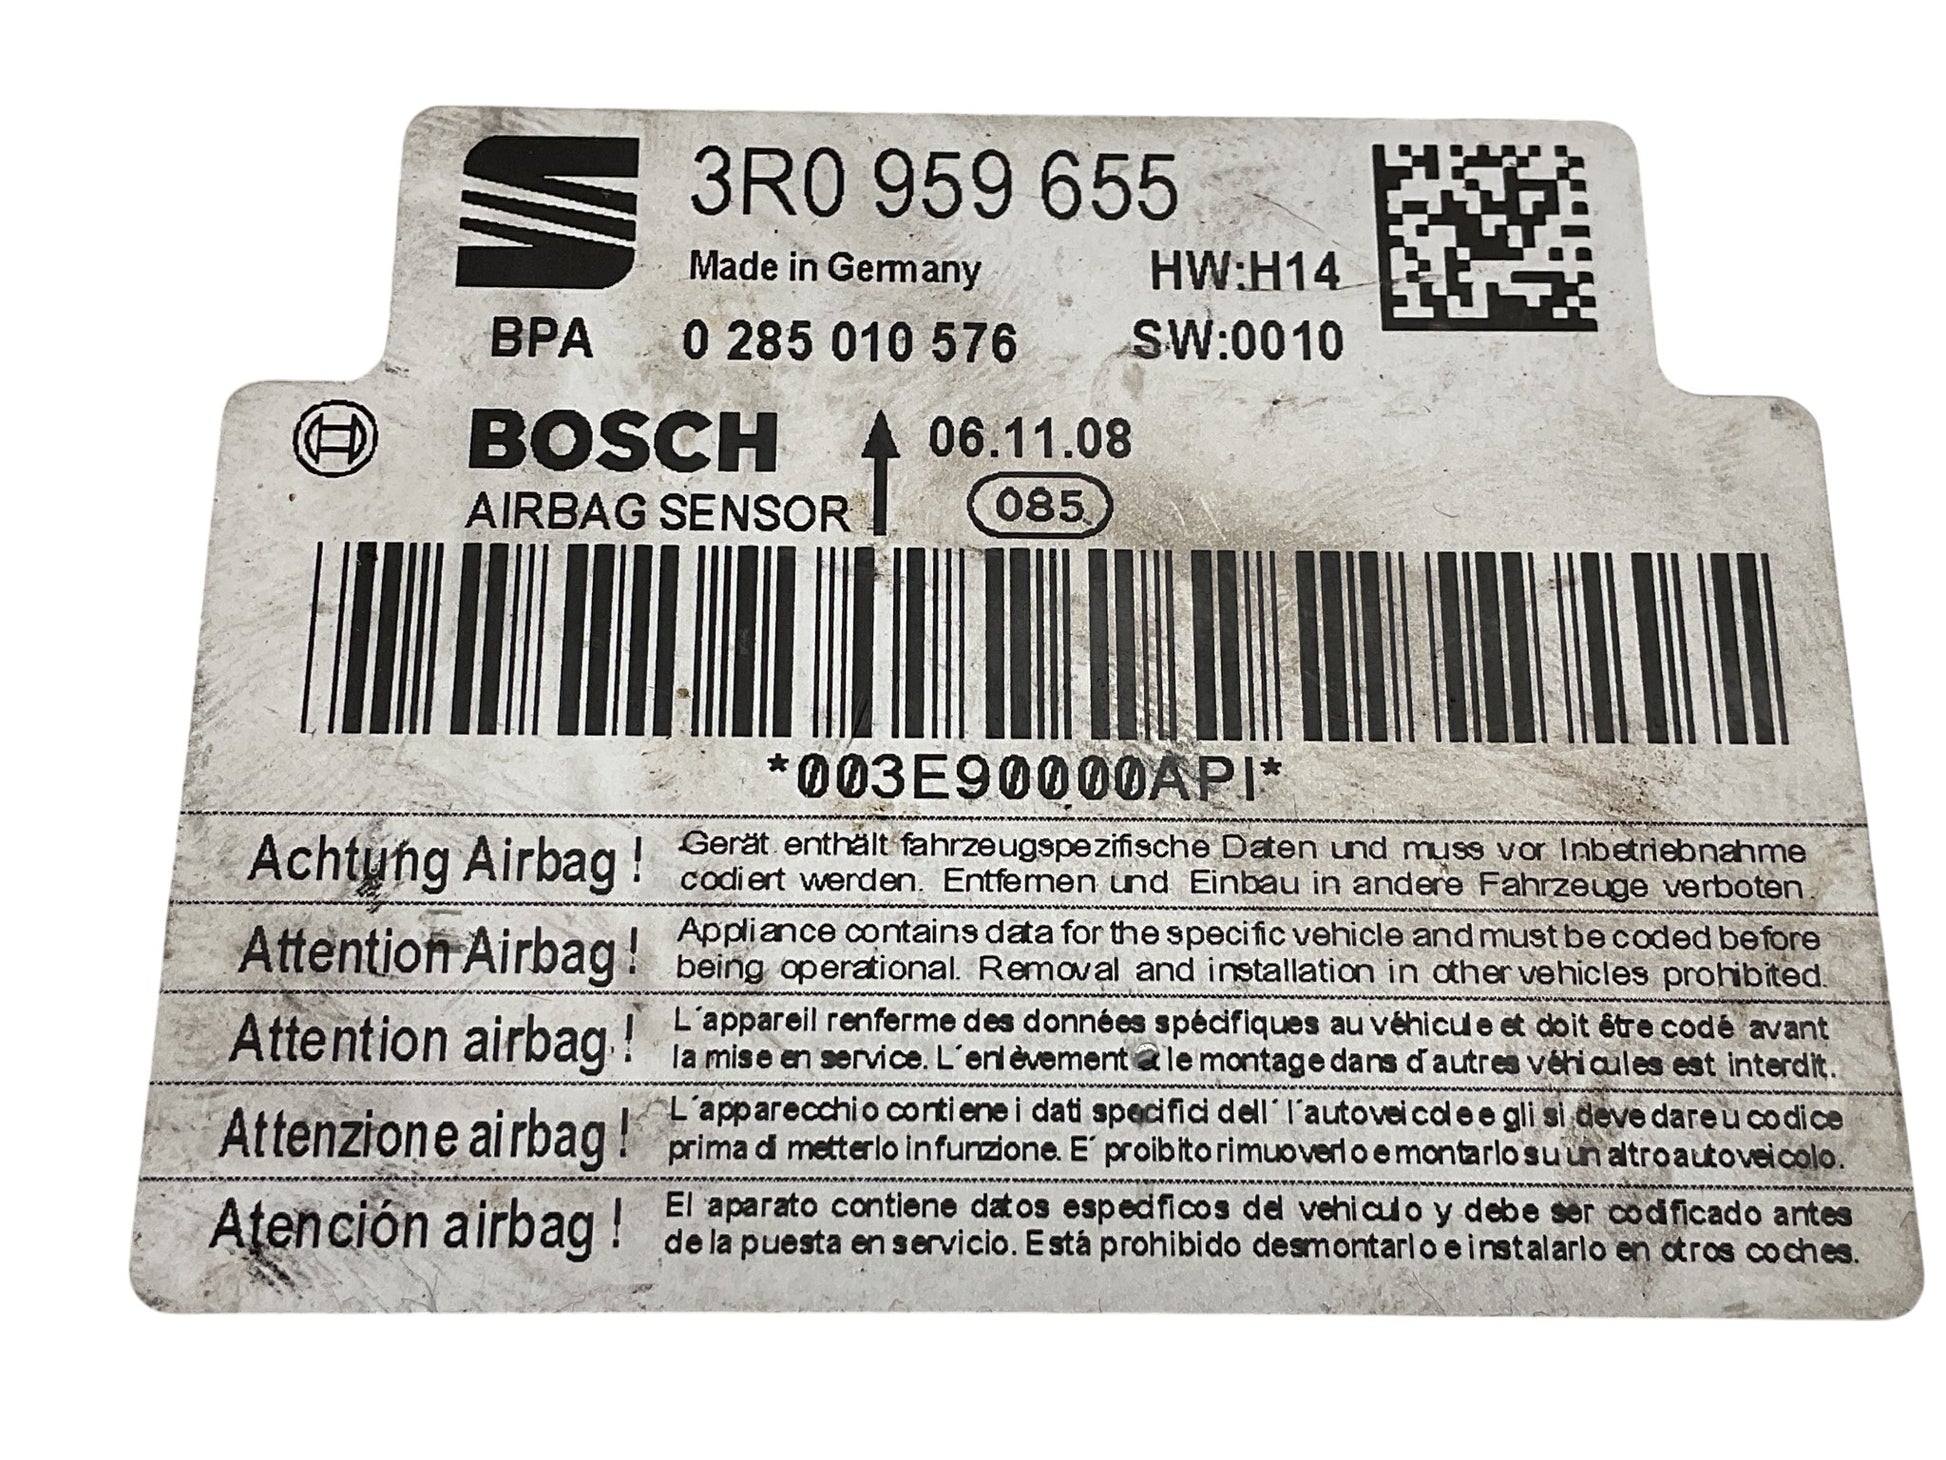 3R0 959 655
Made in Germany HW:H14
BPA 0 285 010 576 SW:0010
BOSCH 06.11.08
AIRBAG SENSOR 085
*003E90000API*
Achtung Airbag! Gerät enthält fahrzeugspezifische Daten und muss vor Inbetriebnahme
codiert werden. Entfernen und Einbau in andere Fahrzeuge verboten.
Attention Airbag! Appliance contains data for the specific vehicle and must be coded before
being operational. Removal and installation in other vehicles prohibited.
Attention airbag! L´appareil renferme des données spécifiques au véhicule et doit être codé avant
la mise en service. L´enlèvement a le montage dans d´autres véhicules est interdit.
Attenzione airbag! L´apparecchio contiene i dati specifici dell´ l´autoveicole e gli si deve dare u codice
prima di metterlo in funzione. E´ proibito rimuoverlo e montarlo su un altro autoveicolo.
Atención airbag! El aparato contiene datos específicos del vehiculo y debe ser codificado antes
de la puesta en servicio. Está prohibido desmontarlo e instalarlo en otros coches.